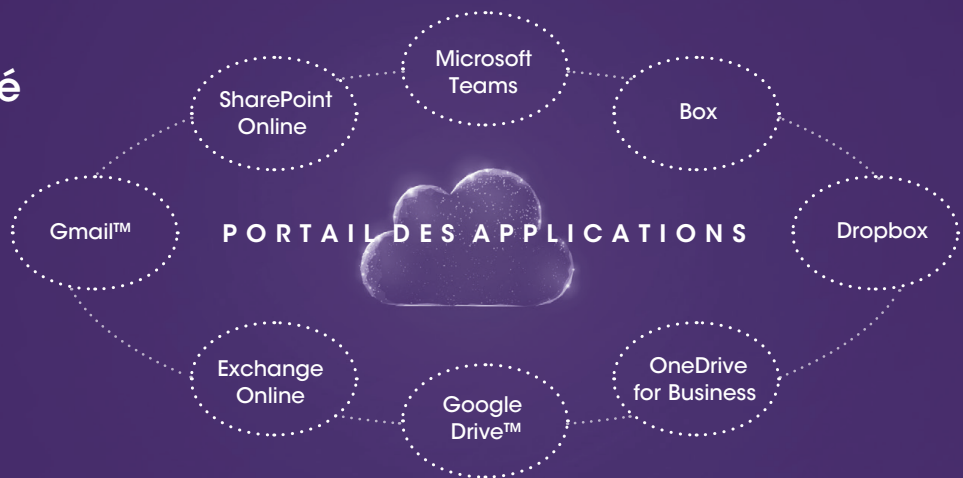 é
Microsoft
Teams
SharePoint
Online
Box
Gmail™
PORTAIL DES APPLICATIONS
Dropbox
Exchange
Online
Google
Drive™
OneDrive
for Business